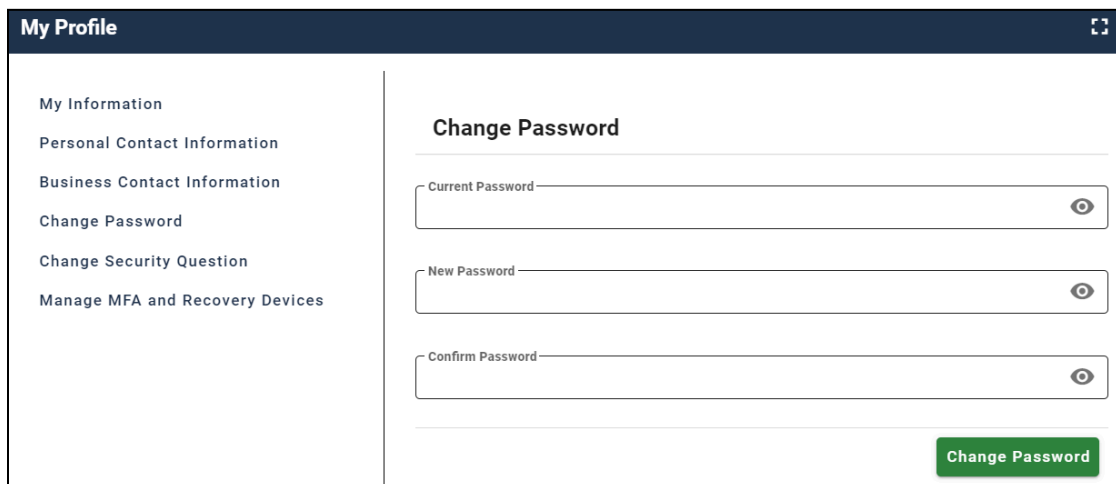 My Profile
My Information
Personal Contact Information
Business Contact Information
Change Password
Change Security Question
Manage MFA and Recovery Devices
Change Password
Current Password
New Password
Confirm Password
Change Password